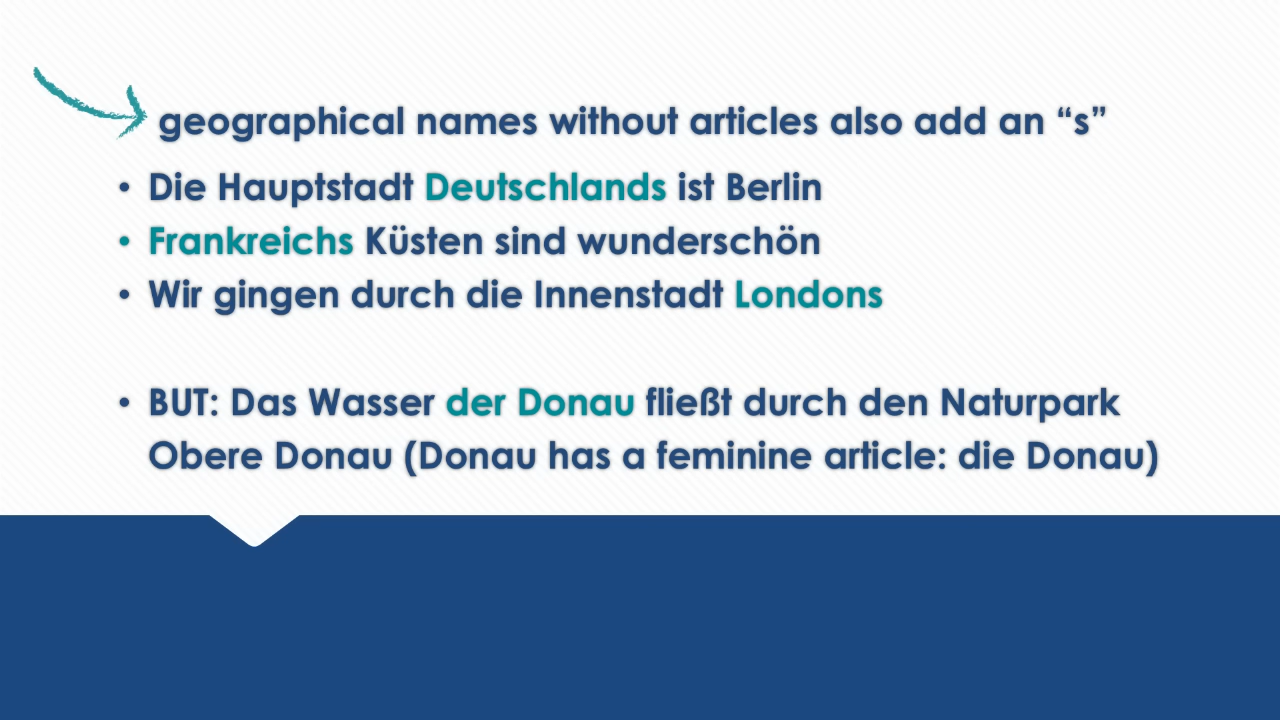 geographical names without articles also add an “s”
• Die Hauptstadt Deutschlands ist Berlin
• Frankreichs Küsten sind wunderschön
• Wir gingen durch die Innenstadt Londons
• BUT: Das Wasser der Donau fließt durch den Naturpark
Obere Donau (Donau has a feminine article: die Donau)